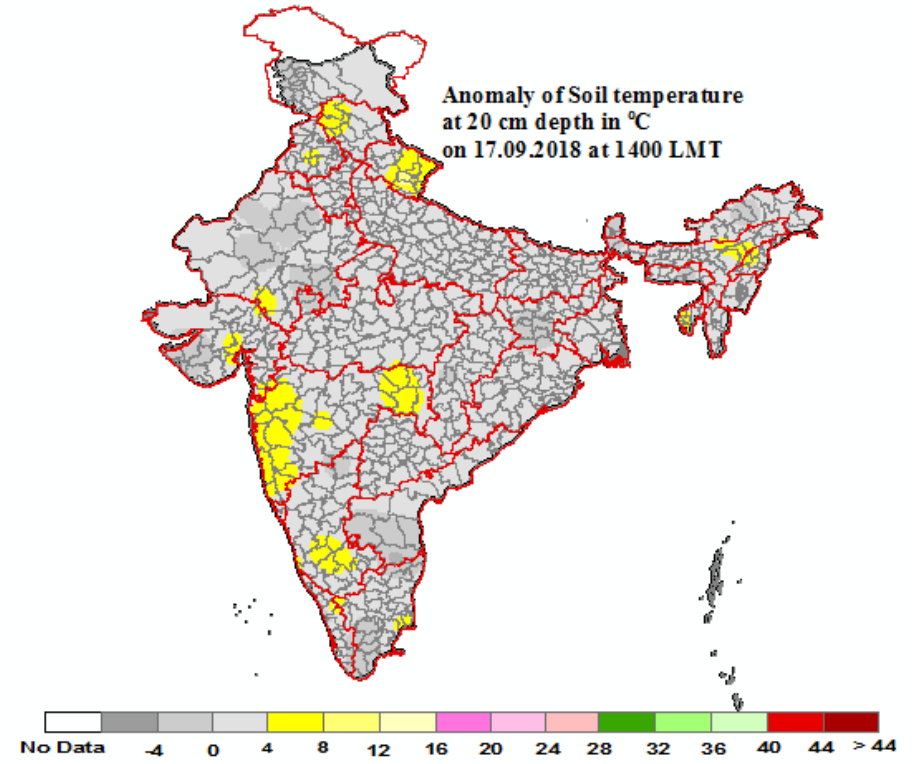 Anomaly of Soil temperature
at 20 cm depth in ⁰C
on 17.09.2018 at 1400 LMT
No Data -4 0 4 8 12 16 20 24 28 32 36 40 44 > 44